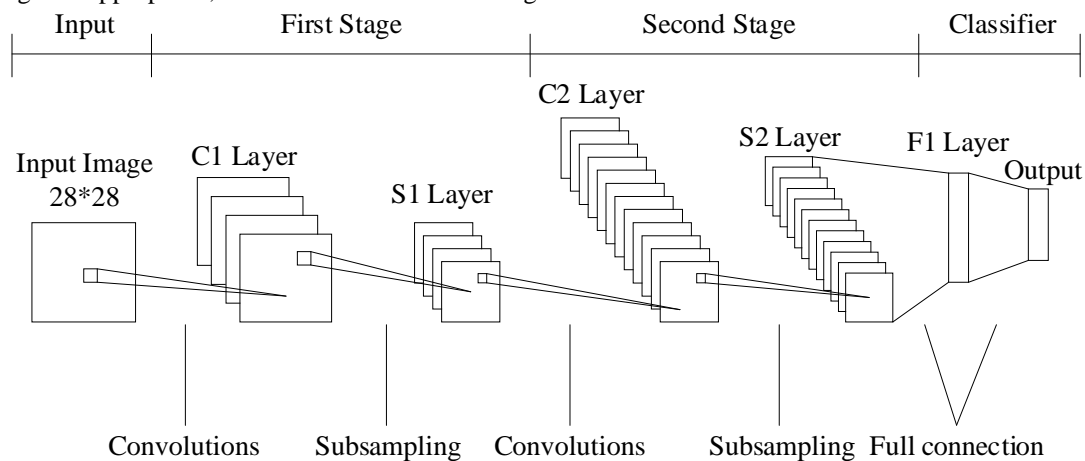 Input First Stage Second Stage Classifier
C2 Layer
S2 Layer
F1 Layer
Output
Input Image
28*28
C1 Layer
S1 Layer
Convolutions Subsampling Convolutions Subsampling Full connection